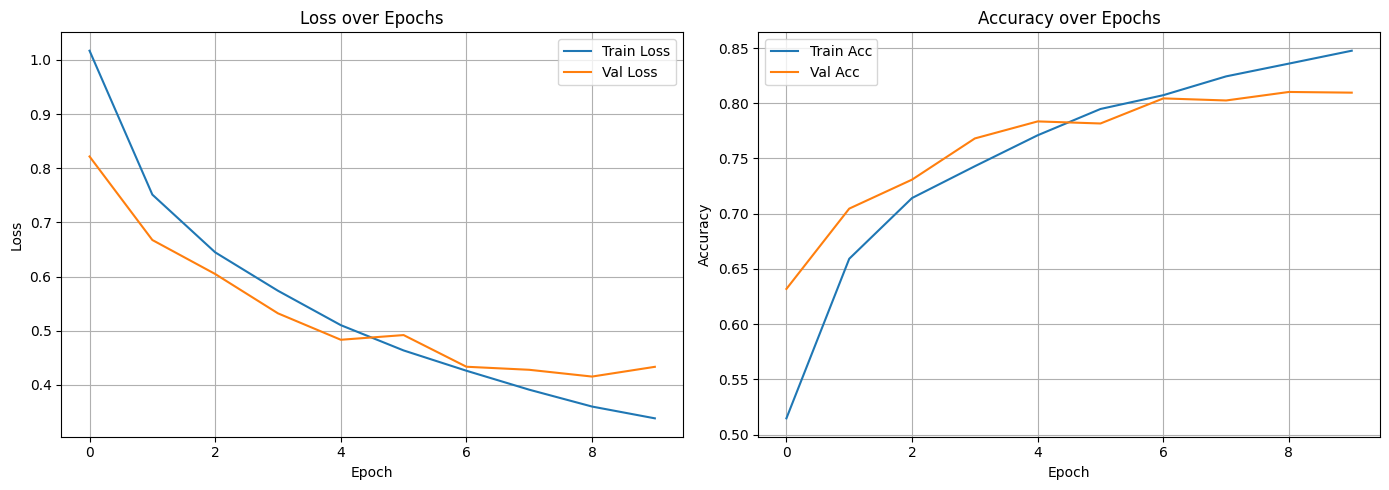 Loss over Epochs
Train Loss
Val Loss
1.0
0.9
0.8
0.7
0.6
0.5
0.4
Loss
0 2 4 6 8
Epoch
Accuracy over Epochs
Train Acc
Val Acc
0.85
0.80
0.75
0.70
0.65
0.60
0.55
0.50
Accuracy
0 2 4 6 8
Epoch